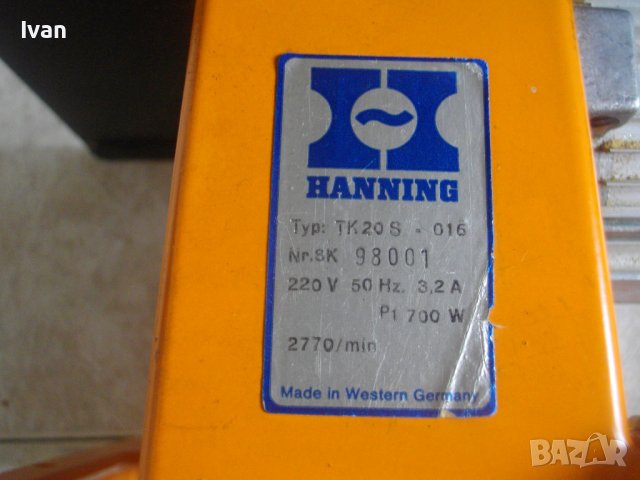 Ivan
HANNING
Typ: TK20S - 016
Nr.SK 98001
220 V 50 Hz. 3,2 A
P1 700 W
2770/min
Made in Western Germany
BAZAR